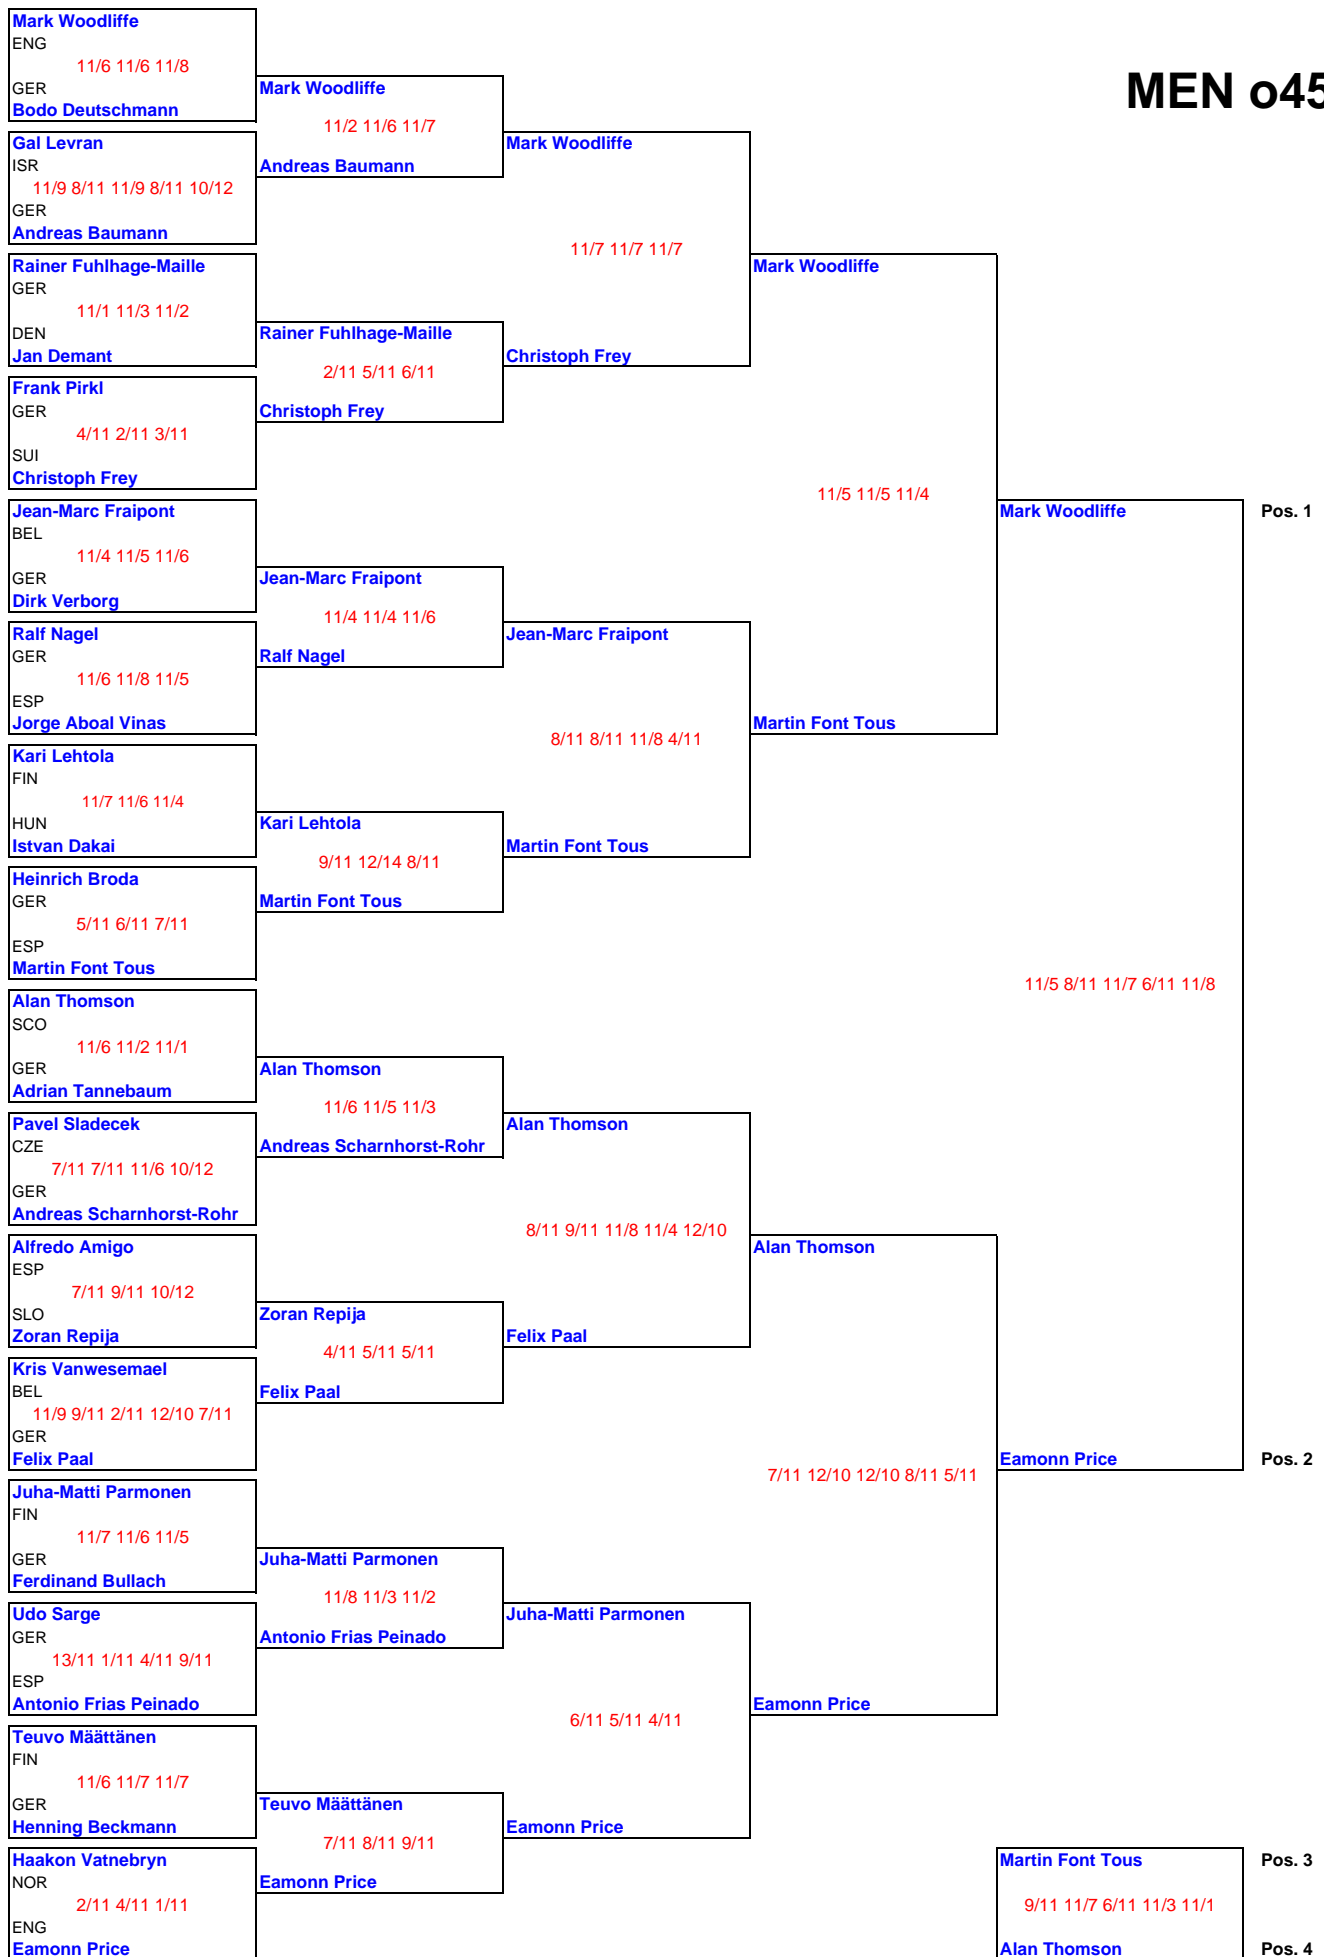 MEN o45
Mark Woodliffe
ENG
11/6 11/6 11/8
GER
Bodo Deutschmann
Gal Levran
ISR
11/9 8/11 11/9 8/11 10/12
GER
Andreas Baumann
Rainer Fuhlhage-Maille
GER
11/1 11/3 11/2
DEN
Jan Demant
Frank Pirkl
GER
4/11 2/11 3/11
SUI
Christoph Frey
Jean-Marc Fraipont
BEL
11/4 11/5 11/6
GER
Dirk Verborg
Ralf Nagel
GER
11/6 11/8 11/5
ESP
Jorge Aboal Vinas
Kari Lehtola
FIN
11/7 11/6 11/4
HUN
Istvan Dakai
Heinrich Broda
GER
5/11 6/11 7/11
ESP
Martin Font Tous
Alan Thomson
SCO
11/6 11/2 11/1
GER
Adrian Tannebaum
Pavel Sladecek
CZE
7/11 7/11 11/6 10/12
GER
Andreas Scharnhorst-Rohr
Alfredo Amigo
ESP
7/11 9/11 10/12
SLO
Zoran Repija
Kris Vanwesemael
BEL
11/9 9/11 2/11 12/10 7/11
GER
Felix Paal
Juha-Matti Parmonen
FIN
11/7 11/6 11/5
GER
Ferdinand Bullach
Udo Sarge
GER
13/11 1/11 4/11 9/11
ESP
Antonio Frias Peinado
Teuvo Määttänen
FIN
11/6 11/7 11/7
GER
Henning Beckmann
Haakon Vatnebryn
NOR
2/11 4/11 1/11
ENG
Eamonn Price
Mark Woodliffe
11/2 11/6 11/7
Andreas Baumann
Rainer Fuhlhage-Maille
2/11 5/11 6/11
Christoph Frey
Jean-Marc Fraipont
11/4 11/4 11/6
Ralf Nagel
Kari Lehtola
9/11 12/14 8/11
Martin Font Tous
Alan Thomson
11/6 11/5 11/3
Andreas Scharnhorst-Rohr
Zoran Repija
4/11 5/11 5/11
Felix Paal
Juha-Matti Parmonen
11/8 11/3 11/2
Antonio Frias Peinado
Teuvo Määttänen
7/11 8/11 9/11
Eamonn Price
Mark Woodliffe
11/7 11/7 11/7
Christoph Frey
Jean-Marc Fraipont
8/11 8/11 11/8 4/11
Martin Font Tous
Alan Thomson
8/11 9/11 11/8 11/4 12/10
Felix Paal
Juha-Matti Parmonen
6/11 5/11 4/11
Eamonn Price
Mark Woodliffe
11/5 11/5 11/4
Martin Font Tous
Alan Thomson
7/11 12/10 12/10 8/11 5/11
Eamonn Price
Mark Woodliffe Pos. 1
11/5 8/11 11/7 6/11 11/8
Eamonn Price Pos. 2
Martin Font Tous Pos. 3
9/11 11/7 6/11 11/3 11/1
Alan Thomson Pos. 4